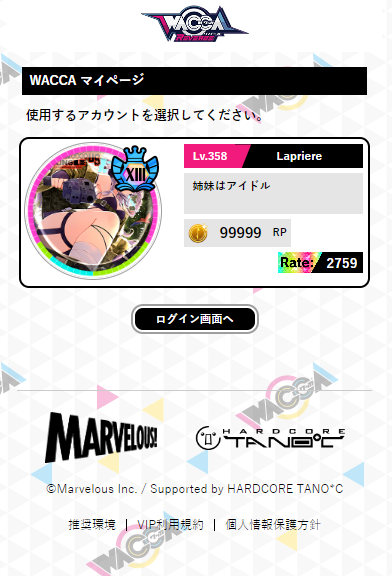 WACCA
Reverse
WACCA マイページ
使用するアカウントを選択してください。
XIII
Lv.358
Lapriere
姉妹はアイドル
99999 RP
Rate: 2759
ログイン画面へ
WACCA
MARVELOUS!
HARDCORE
TANO*C
©Marvelous Inc. / Supported by HARDCORE TANO*C
推奨環境 | VIP利用規約 | 個人情報保護方針